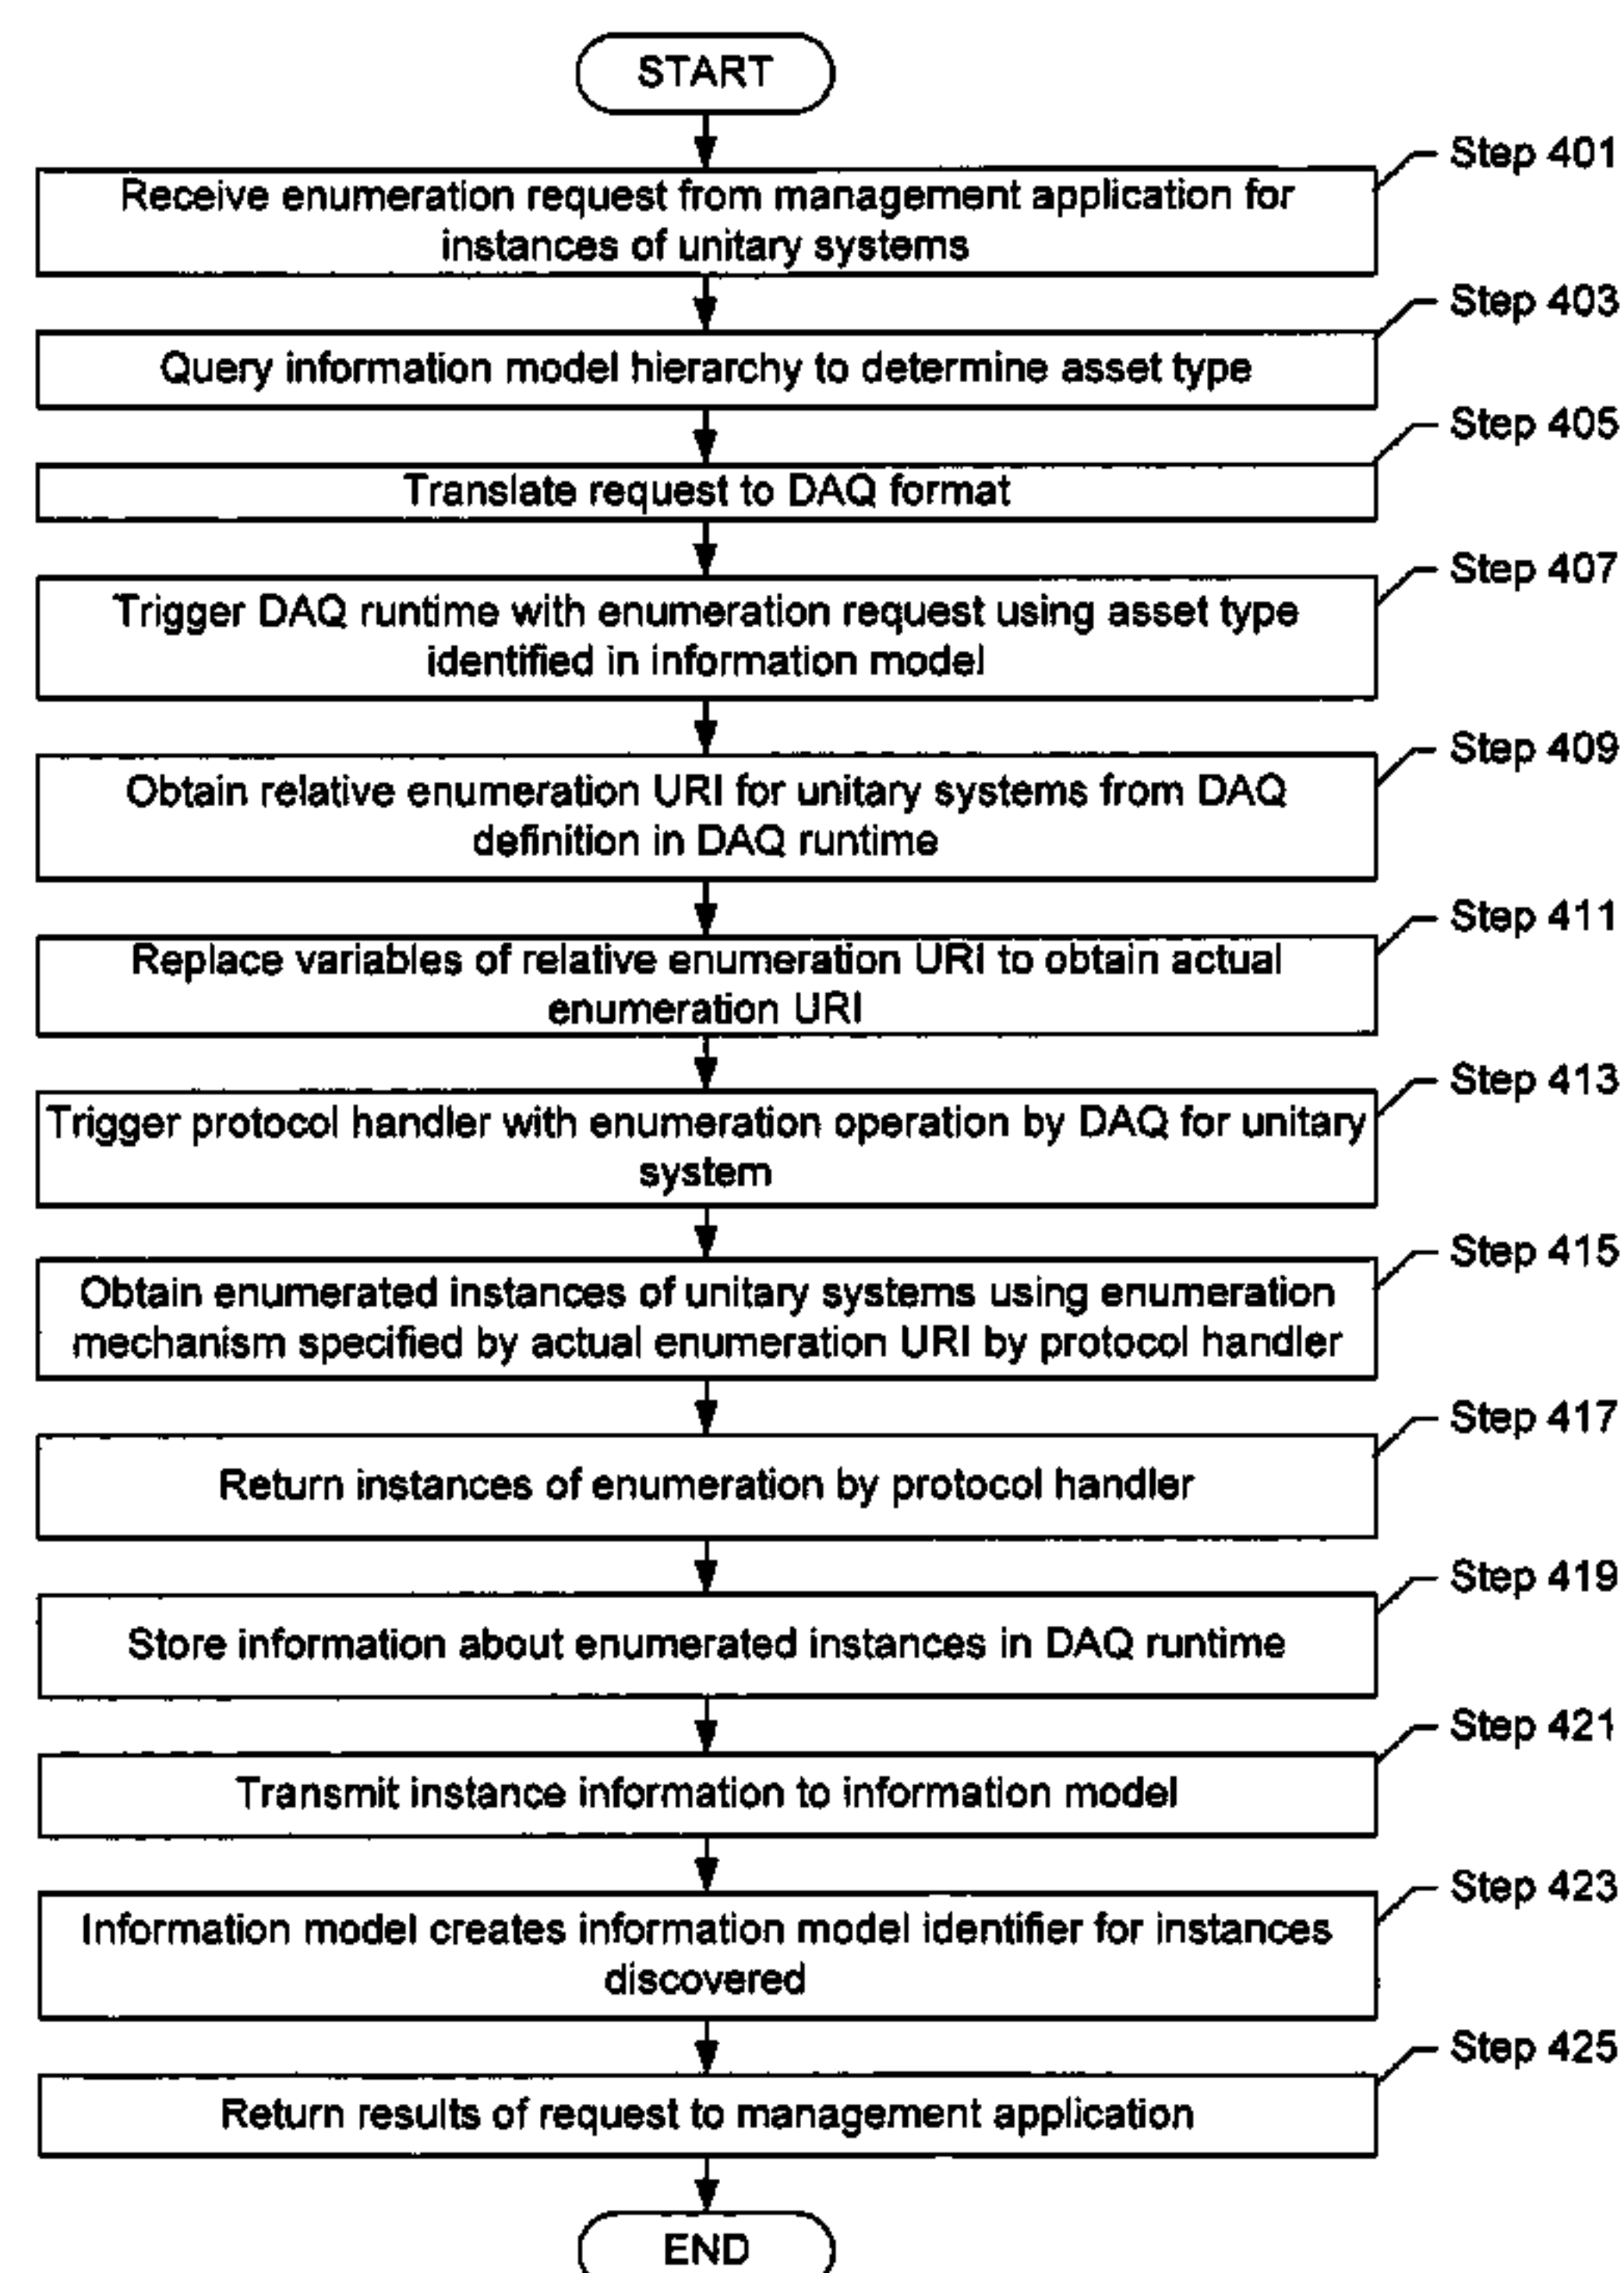 START
Step 401
Receive enumeration request from management application for
instances of unitary systems
Step 403
Query information model hierarchy to determine asset type
Step 405
Translate request to DAQ format
Step 407
Trigger DAQ runtime with enumeration request using asset type
identified in information model
Step 409
Obtain relative enumeration URI for unitary systems from DAQ
definition in DAQ runtime
Step 411
Replace variables of relative enumeration URI to obtain actual
enumeration URI
Step 413
Trigger protocol handler with enumeration operation by DAQ for unitary
system
Step 415
Obtain enumerated instances of unitary systems using enumeration
mechanism specified by actual enumeration URI by protocol handler
Step 417
Return instances of enumeration by protocol handler
Step 419
Store information about enumerated instances in DAQ runtime
Step 421
Transmit instance information to information model
Step 423
Information model creates information model identifier for instances
discovered
Step 425
Return results of request to management application
END